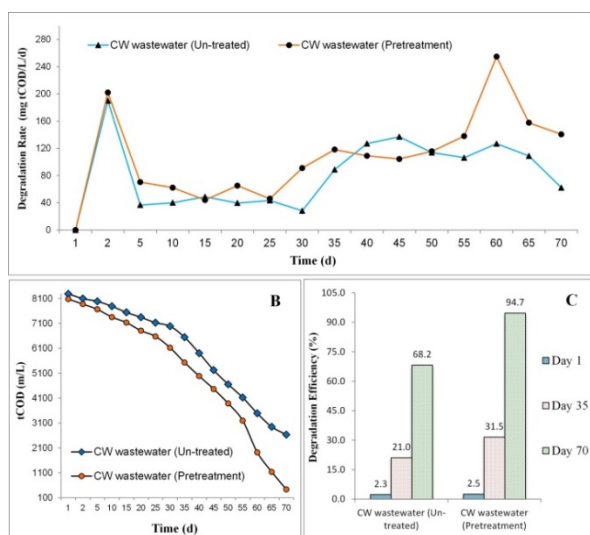 CW wastewater (Un-treated) CW wastewater (Pretreatment)
Degradation Rate (mg tCOD/L/d)
280
240
200
160
120
80
40
0
1 2 5 10 15 20 25 30 35 40 45 50 55 60 65 70
Time (d)
B
tCOD (m/L)
8100
7100
6100
5100
4100
3100
2100
1100
100
CW wastewater (Un-treated)
CW wastewater (Pretreatment)
1 2 5 10 15 20 25 30 35 40 45 50 55 60 65 70
Time (d)
C
Degradation Efficiency (%)
105.0
90.0
75.0
60.0
45.0
30.0
15.0
0.0
2.3 21.0 68.2
2.5 31.5 94.7
CW wastewater (Un-
treated)
CW wastewater
(Pretreatment)
Day 1
Day 35
Day 70